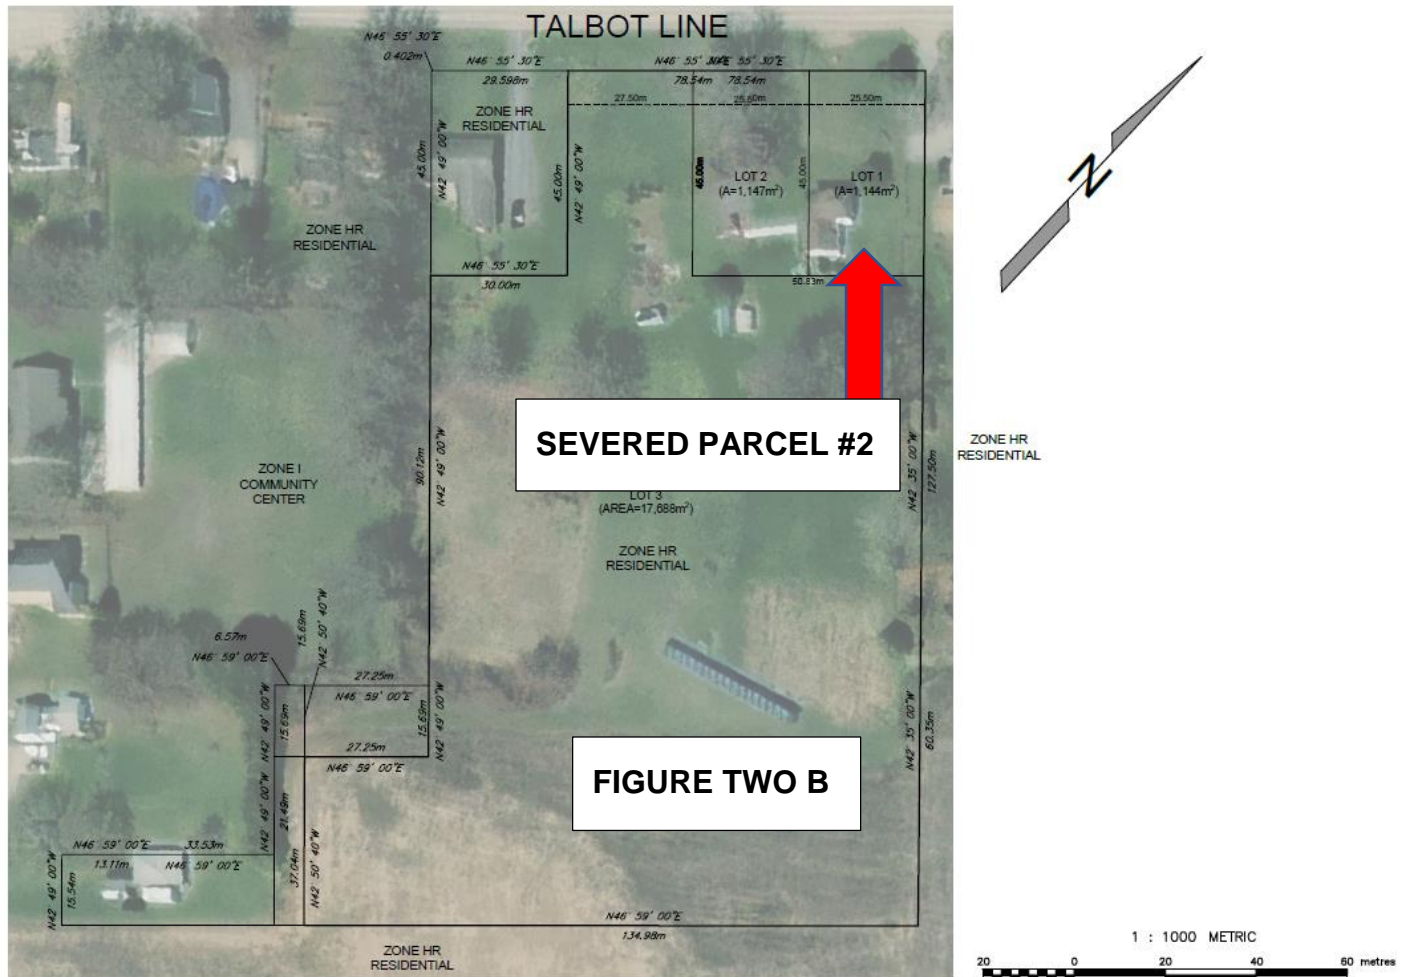 TALBOT LINE
N46° 55' 30"E
0.402m
N46° 55' 30"E
29.598m
N46° 55' 30"E 55' 30"E
78.54m 78.54m
27.50m
25.50m
25.50m
ZONE HR
RESIDENTIAL
45.00m
N42° 49' 00"W
45.00m
N42° 49' 00"W
45.00m
45.00m
LOT 2
(A=1,147m²)
LOT 1
(A=1,144m²)
N
ZONE HR
RESIDENTIAL
N46° 55' 30"E
30.00m
50.83m
SEVERED PARCEL #2
ZONE HR
RESIDENTIAL
90.12m
N42° 49' 00"W
N42° 35' 00"W
127.50m
ZONE I
COMMUNITY
CENTER
LOT 3
(AREA=17,688m²)
ZONE HR
RESIDENTIAL
6.57m
N46° 59' 00"E
15.69m
N42° 50' 40"W
27.25m
N46° 59' 00"E
N42° 49' 00"W
15.69m
15.69m
N42° 49' 00"W
27.25m
N46° 59' 00"E
N42° 35' 00"W
60.35m
FIGURE TWO B
N42° 49' 00"W
21.49m
37.04m
N42° 50' 40"W
N46° 59' 00"E 33.53m
13.11m N46° 59' 00"E
N42° 49' 00"W
15.54m
N46° 59' 00"E
134.98m
ZONE HR
RESIDENTIAL
1 : 1000 METRIC
20 0 20 40 60 metres